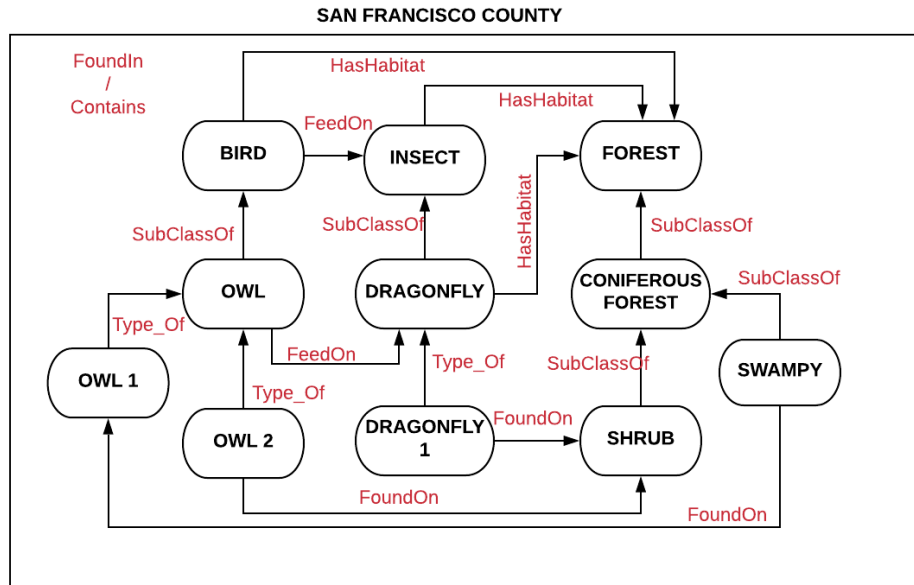 SAN FRANCISCO COUNTY
FoundIn
/
Contains
HasHabitat
HasHabitat
FeedOn
BIRD
INSECT
FOREST
HasHabitat
SubClassOf
SubClassOf
SubClassOf
OWL
DRAGONFLY
CONIFEROUS
FOREST
SubClassOf
Type_Of
FeedOn
Type_Of
SubClassOf
OWL 1
SWAMPY
Type_Of
OWL 2
DRAGONFLY
1
FoundOn
SHRUB
FoundOn
FoundOn